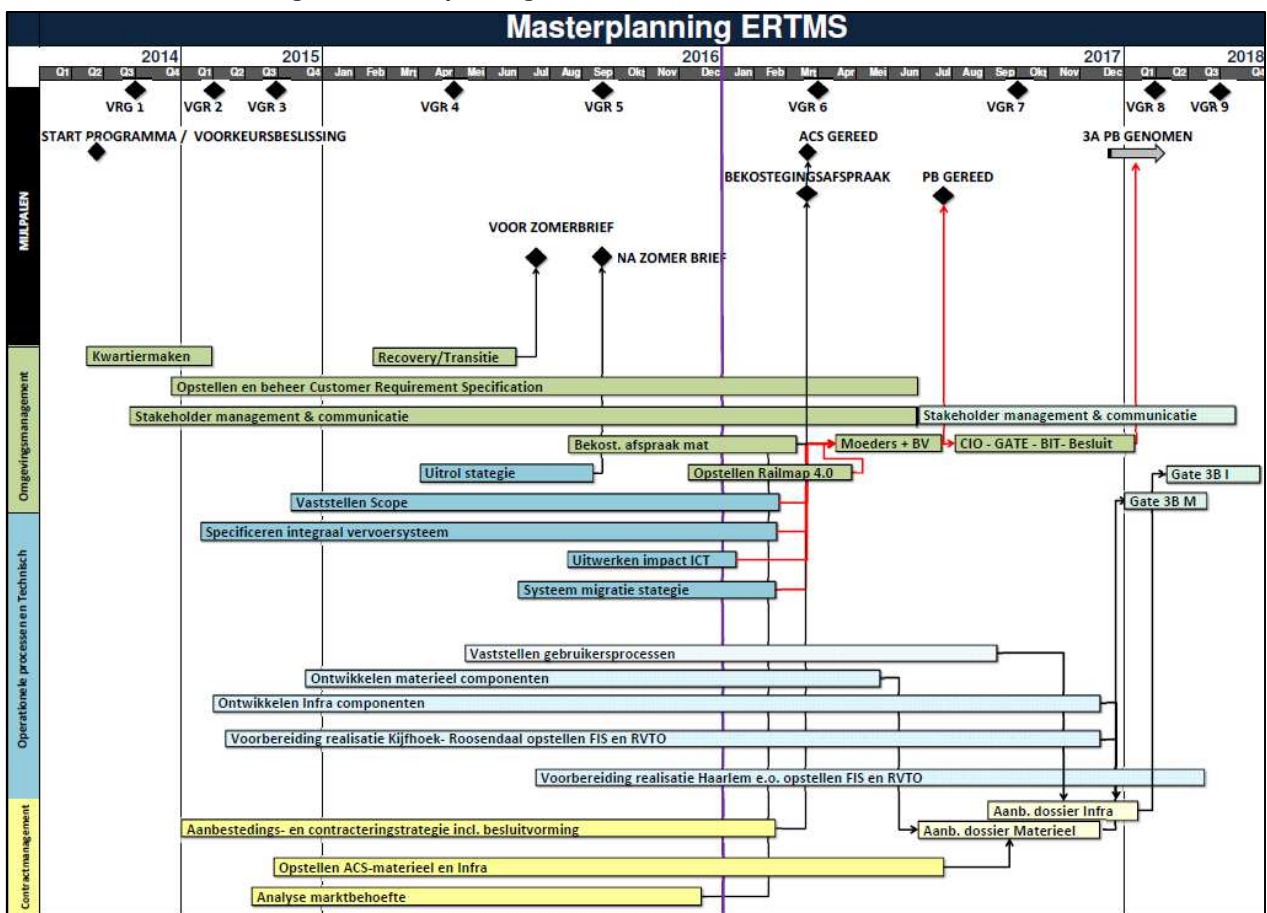 Masterplanning ERTMS
2014 2015 2016 2017 2018
Q1 Q2 Q3 Q4 Q1 Q2 Q3 Q4 Jan Feb Mrt Apr Mei Jun Jul Aug Sep Okt Nov Dec Jan Feb Mrt Apr Mei Jun Jul Aug Sep Okt Nov Dec Q1 Q2 Q3 Q4
VRG 1 VGR 2 VGR 3 VGR 4 VGR 5 VGR 6 VGR 7 VGR 8 VGR 9
MIJLPALEN
START PROGRAMMA / VOORKEURSBESLISSING
ACS GEREED
3A PB GENOMEN
BEKOSTEGINGSAFSPRAAK
PB GEREED
VOOR ZOMERBRIEF
NA ZOMER BRIEF
Omgevingsmanagement
Kwartiermaken
Recovery/Transitie
Opstellen en beheer Customer Requirement Specification
Stakeholder management & communicatie
Stakeholder management & communicatie
Bekost. afspraak mat
Moeders + BV
CIO - GATE - BIT- Besluit
Uitrol stategie
Opstellen Railmap 4.0
Gate 3B I
Vaststellen Scope
Gate 3B M
Operationele processen en Technisch
Specificeren integraal vervoersysteem
Uitwerken impact ICT
Systeem migratie stategie
Vaststellen gebruikersprocessen
Ontwikkelen materieel componenten
Ontwikkelen Infra componenten
Voorbereiding realisatie Kijfhoek- Roosendaal opstellen FIS en RVTO
Voorbereiding realisatie Haarlem e.o. opstellen FIS en RVTO
Contractmanagement
Aanb. dossier Infra
Aanbestedings- en contracteringstrategie incl. besluitvorming
Aanb. dossier Materieel
Opstellen ACS-materieel en Infra
Analyse marktbehoefte